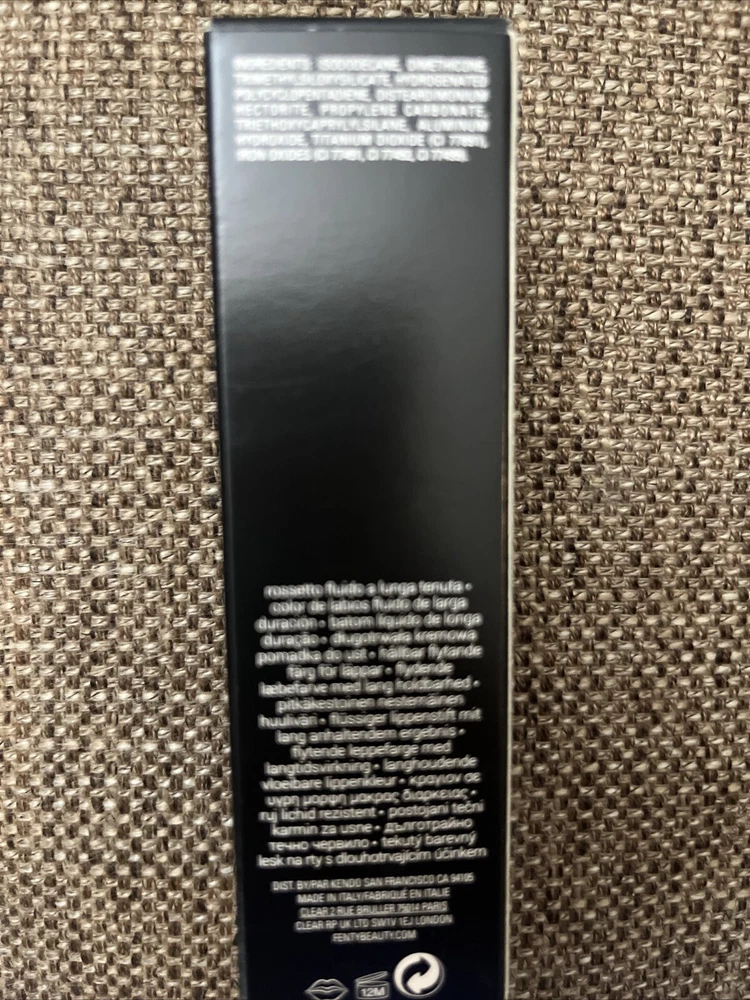 INGREDIENTS: ISODODECANE, DIMETHICONE,
TRIMETHYLSILOXYSILICATE, HYDROGENATED
POLYCYCLOPENTADIENE, DISTEARDIMONIUM
HECTORITE, PROPYLENE CARBONATE,
TRIETHOXYCAPRYLYLSILANE, ALUMINUM
HYDROXIDE, TITANIUM DIOXIDE (CI 77891),
IRON OXIDES (CI 77491, CI 77492, CI 77499).
rossetto fluido a lunga tenuta •
color de labios fluido de larga
duración • batom líquido de longa
duração • długotrwała kremowa
pomadka do ust • hållbar flytande
färg för läppar • flydende
læbefarve med lang holdbarhed •
pitkäkestoinen nestemäinen
huuliväri • flüssiger lippenstift mit
lang anhaltendem ergebnis •
flytende leppefarge med
langtidsvirkning • langhoudende
vloeibare lippenkleur • κραγιον σε
υγρη μορφη μακρας διαρκειας •
ruj lichid rezistent • postojani tečni
karmin za usne • дълготрайно
течно червило • tekutý barevný
lesk na rty s dlouhotrvajícím účinkem
DIST. BY/PAR KENDO SAN FRANCISCO CA 94105
MADE IN ITALY/FABRIQUÉ EN ITALIE
CLEAR 2 RUE BRULLER 75014 PARIS
CLEAR RP UK LTD SW1V 1EJ LONDON
FENTYBEAUTY.COM
12M